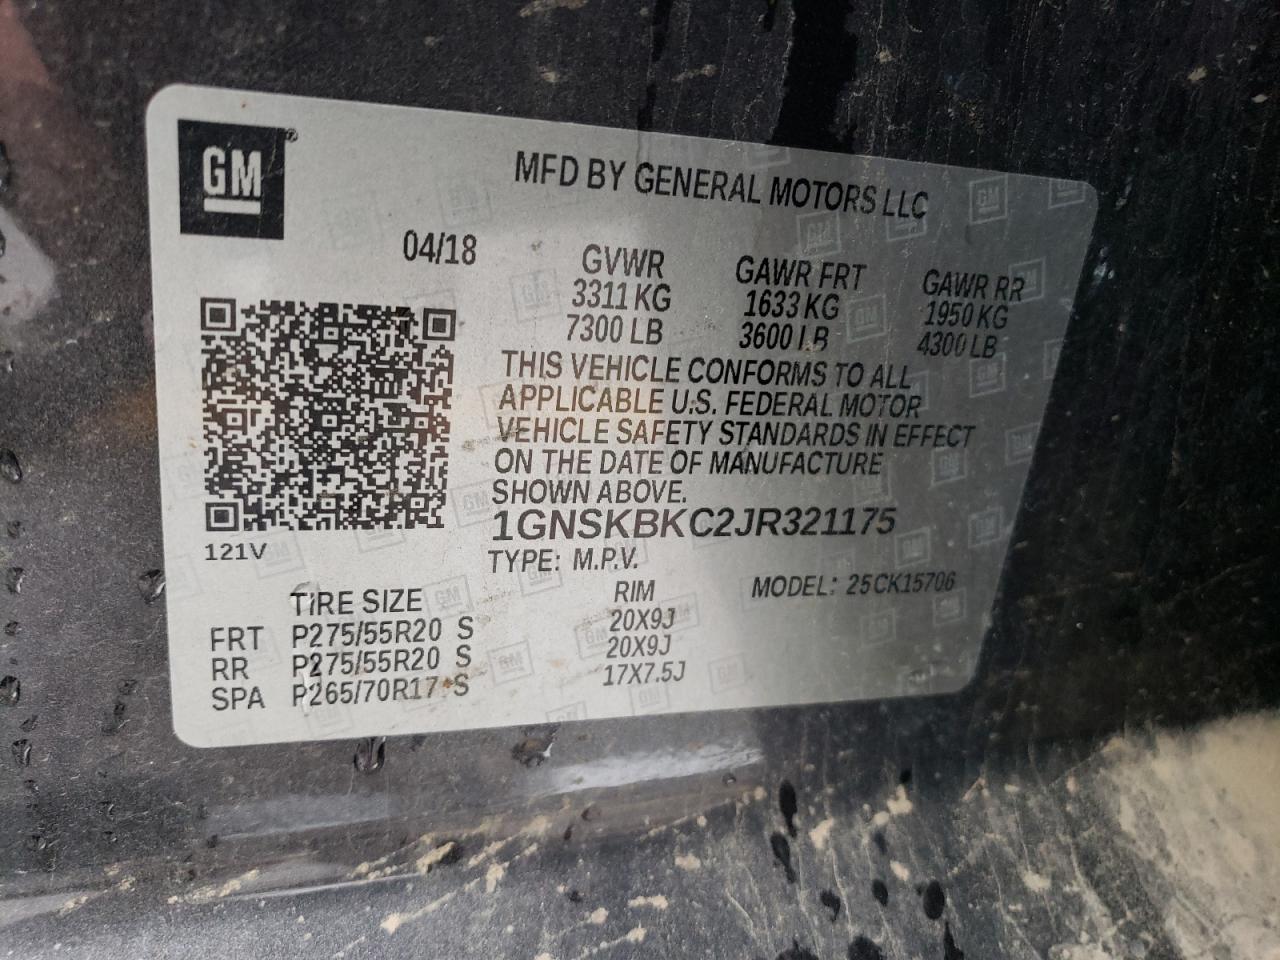 GM
MFD BY GENERAL MOTORS LLC
04/18
GVWR GAWR FRT GAWR RR
3311 KG 1633 KG 1950 KG
7300 LB 3600 LB 4300 LB
THIS VEHICLE CONFORMS TO ALL
APPLICABLE U.S. FEDERAL MOTOR
VEHICLE SAFETY STANDARDS IN EFFECT
ON THE DATE OF MANUFACTURE
SHOWN ABOVE.
1GNSKBKC2JR321175
121V
TYPE: M.P.V.
MODEL: 25CK15706
TIRE SIZE RIM
FRT P275/55R20 S 20X9J
RR P275/55R20 S 20X9J
SPA P265/70R17 S 17X7.5J